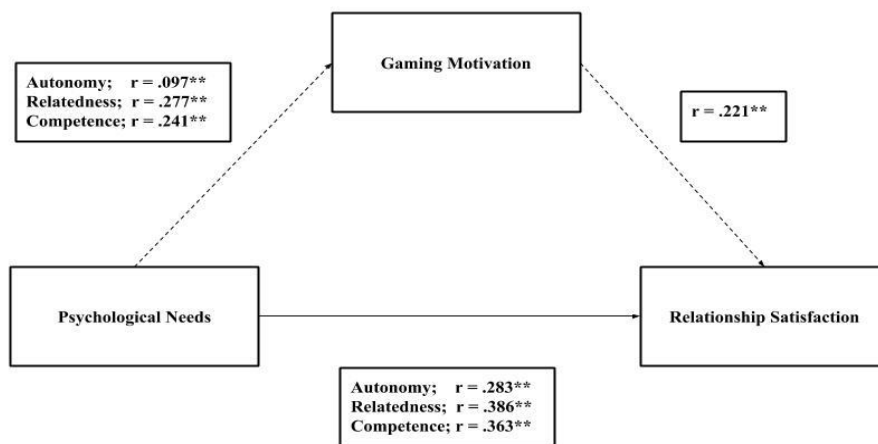 Gaming Motivation
Autonomy; r = .097**
Relatedness; r = .277**
Competence; r = .241**
r = .221**
Psychological Needs
Relationship Satisfaction
Autonomy; r = .283**
Relatedness; r = .386**
Competence; r = .363**